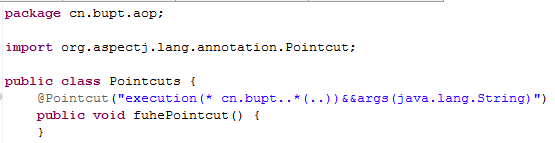 package cn.bupt.aop;
import org.aspectj.lang.annotation.Pointcut;
public class Pointcuts {
@Pointcut("execution(* cn.bupt..*(..))&&args(java.lang.String)")
public void fuhePointcut() {
}